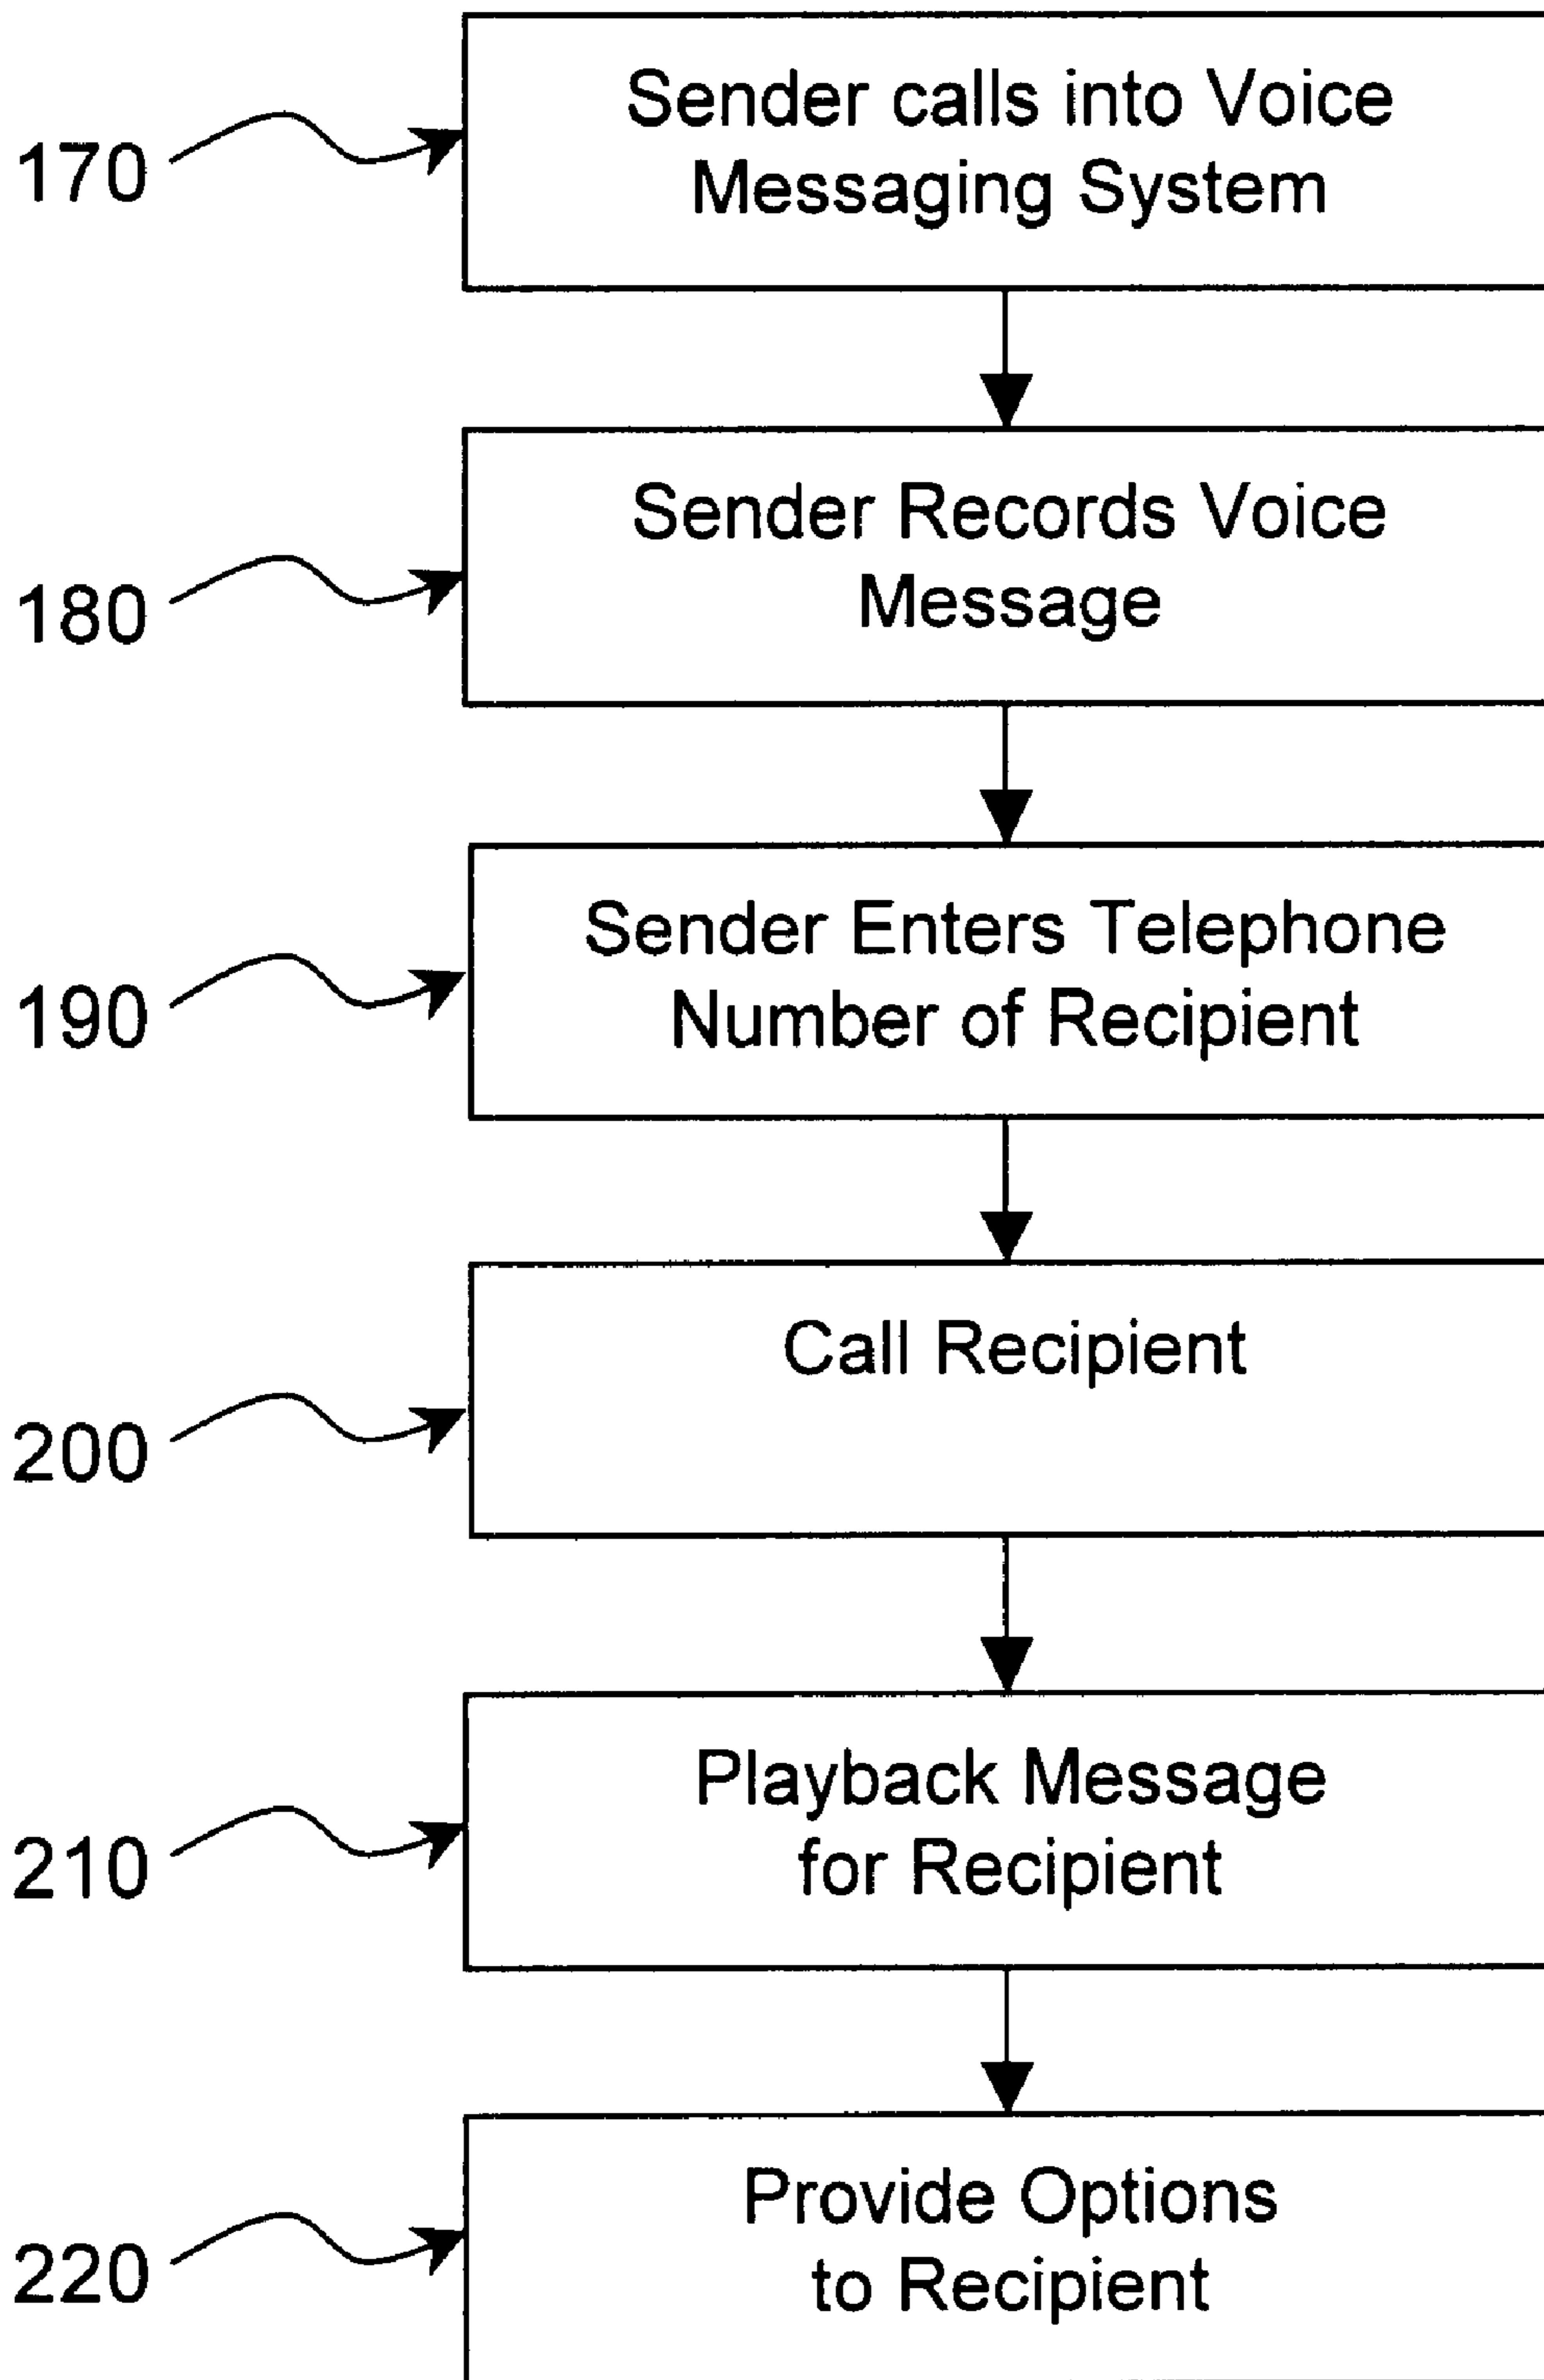 Sender calls into Voice
Messaging System
170
Sender Records Voice
Message
180
Sender Enters Telephone
Number of Recipient
190
Call Recipient
200
Playback Message
for Recipient
210
Provide Options
to Recipient
220